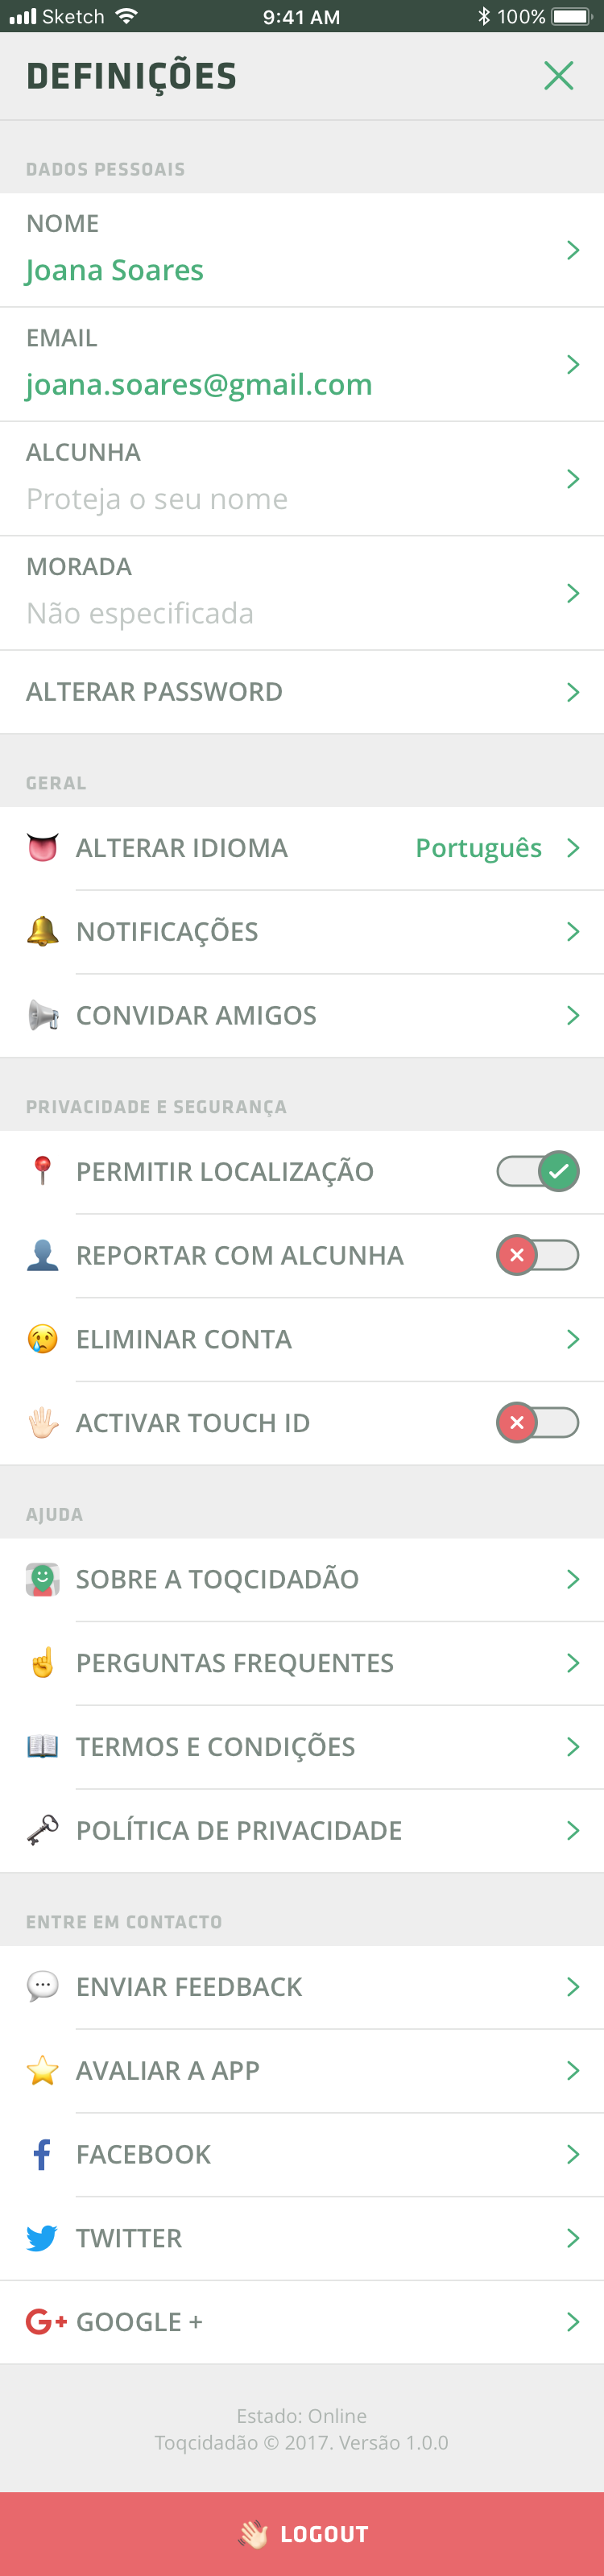 Sketch 9:41 AM 100%
DEFINIÇÕES
DADOS PESSOAIS
NOME
Joana Soares
EMAIL
joana.soares@gmail.com
ALCUNHA
Proteja o seu nome
MORADA
Não especificada
ALTERAR PASSWORD
GERAL
ALTERAR IDIOMA Português
NOTIFICAÇÕES
CONVIDAR AMIGOS
PRIVACIDADE E SEGURANÇA
PERMITIR LOCALIZAÇÃO
REPORTAR COM ALCUNHA
ELIMINAR CONTA
ACTIVAR TOUCH ID
AJUDA
SOBRE A TOQCIDADÃO
PERGUNTAS FREQUENTES
TERMOS E CONDIÇÕES
POLÍTICA DE PRIVACIDADE
ENTRE EM CONTACTO
ENVIAR FEEDBACK
AVALIAR A APP
FACEBOOK
TWITTER
G+ GOOGLE +
Estado: Online
Toqcidadão © 2017. Versão 1.0.0
LOGOUT